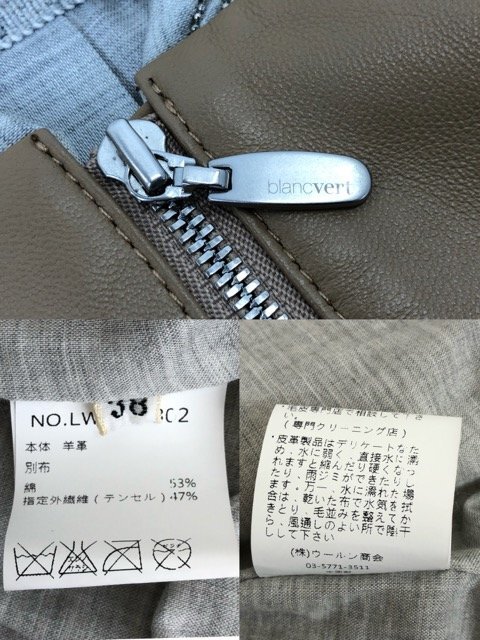 blancvert
38
NO.LW 302
本体 羊革
別布
綿 53%
指定外繊維(テンセル)47%
(専門クリーニング店)
・皮革製品はデリケートなた
め、水に弱く、直接水に濡
れますと縮んだり硬くなっ
たり、雨ジミができたりし
ます。万一、水に濡れた場
合は、乾いた布で水気を拭
きとり、毛並みを整えてか
ら、風通しのよい所で陰干
しして下さい
(株)ウールン商会
03-5771-3511